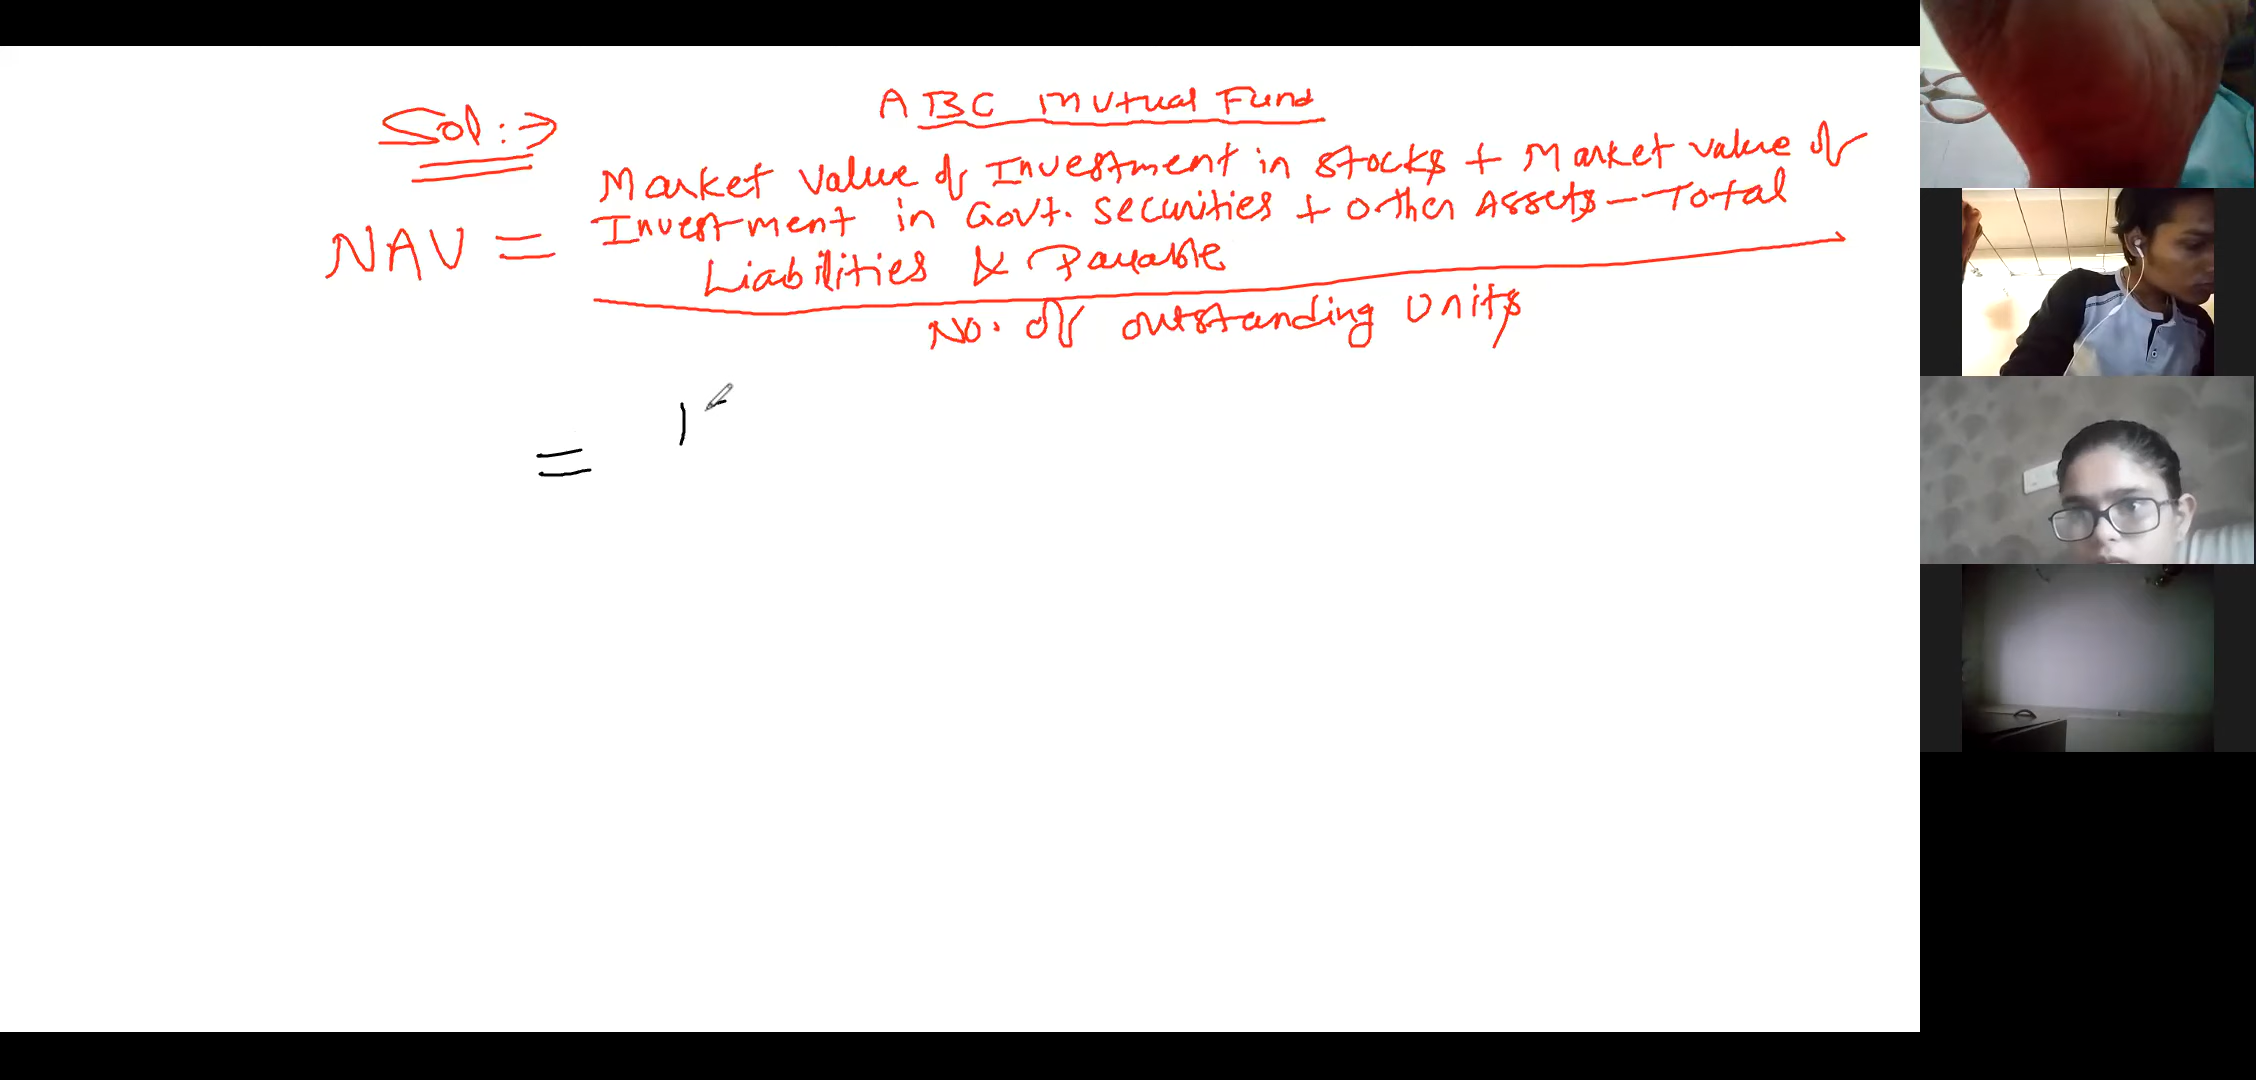 ABC Mutual Fund
Sol:→
Market Value of Investment in Stocks + Market Value of
Investment in Govt. Securities + Other Assets — Total
NAV =
Liabilities & Payable
No. of Outstanding Units
= 1